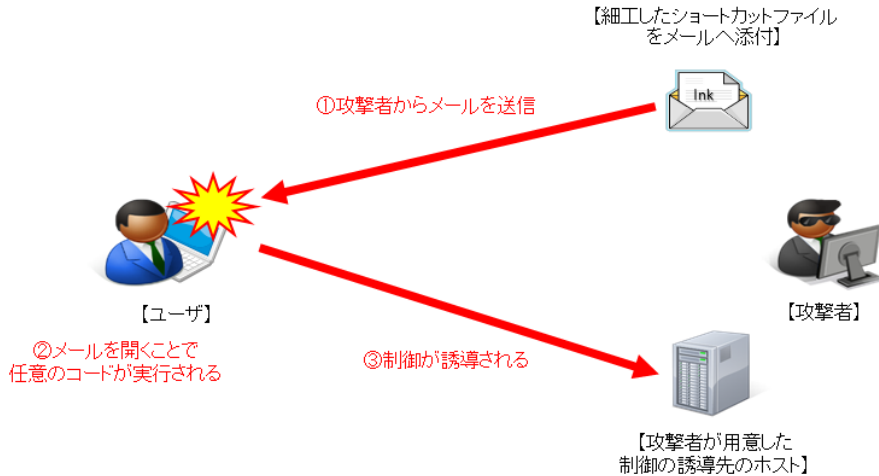 【細工したショートカットファイル
をメールへ添付】
lnk
①攻撃者からメールを送信
【ユーザ】
【攻撃者】
②メールを開くことで
任意のコードが実行される
③制御が誘導される
【攻撃者が用意した
制御の誘導先のホスト】